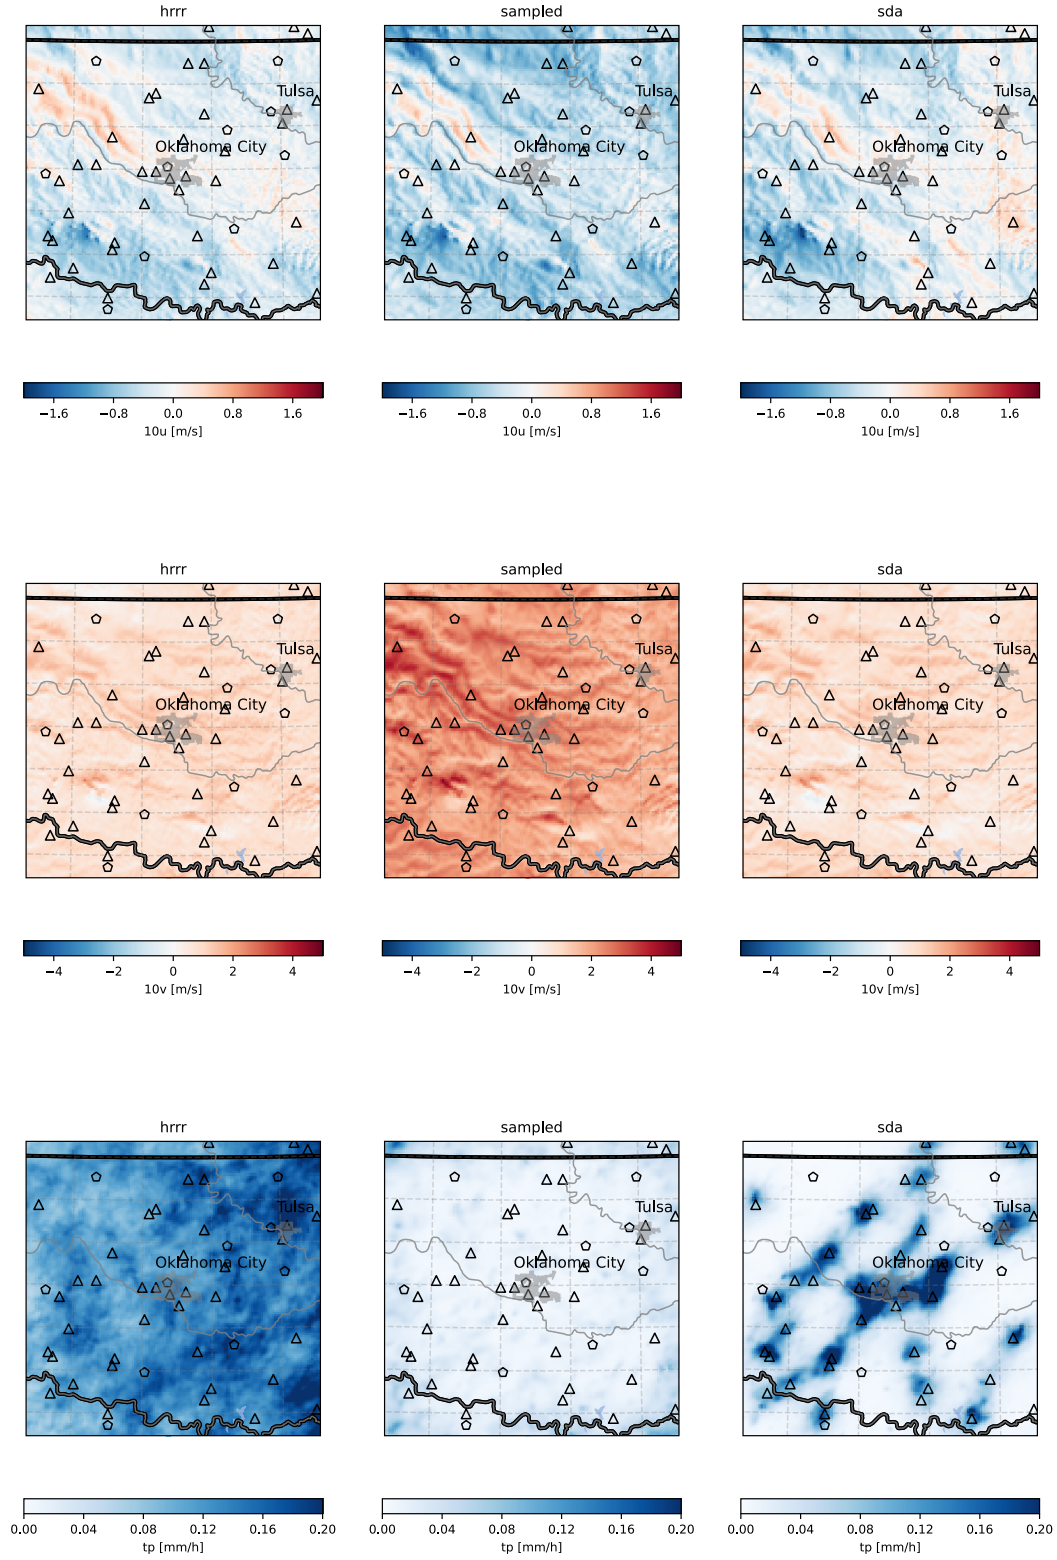 hrrr sampled sda
Tulsa Tulsa Tulsa
Oklahoma City Oklahoma City Oklahoma City
−1.6 −0.8 0.0 0.8 1.6 −1.6 −0.8 0.0 0.8 1.6 −1.6 −0.8 0.0 0.8 1.6
10u [m/s] 10u [m/s] 10u [m/s]
hrrr sampled sda
Tulsa Tulsa Tulsa
Oklahoma City Oklahoma City Oklahoma City
−4 −2 0 2 4 −4 −2 0 2 4 −4 −2 0 2 4
10v [m/s] 10v [m/s] 10v [m/s]
hrrr sampled sda
Tulsa Tulsa Tulsa
Oklahoma City Oklahoma City Oklahoma City
0.00 0.04 0.08 0.12 0.16 0.20 0.00 0.04 0.08 0.12 0.16 0.20 0.00 0.04 0.08 0.12 0.16 0.20
tp [mm/h] tp [mm/h] tp [mm/h]